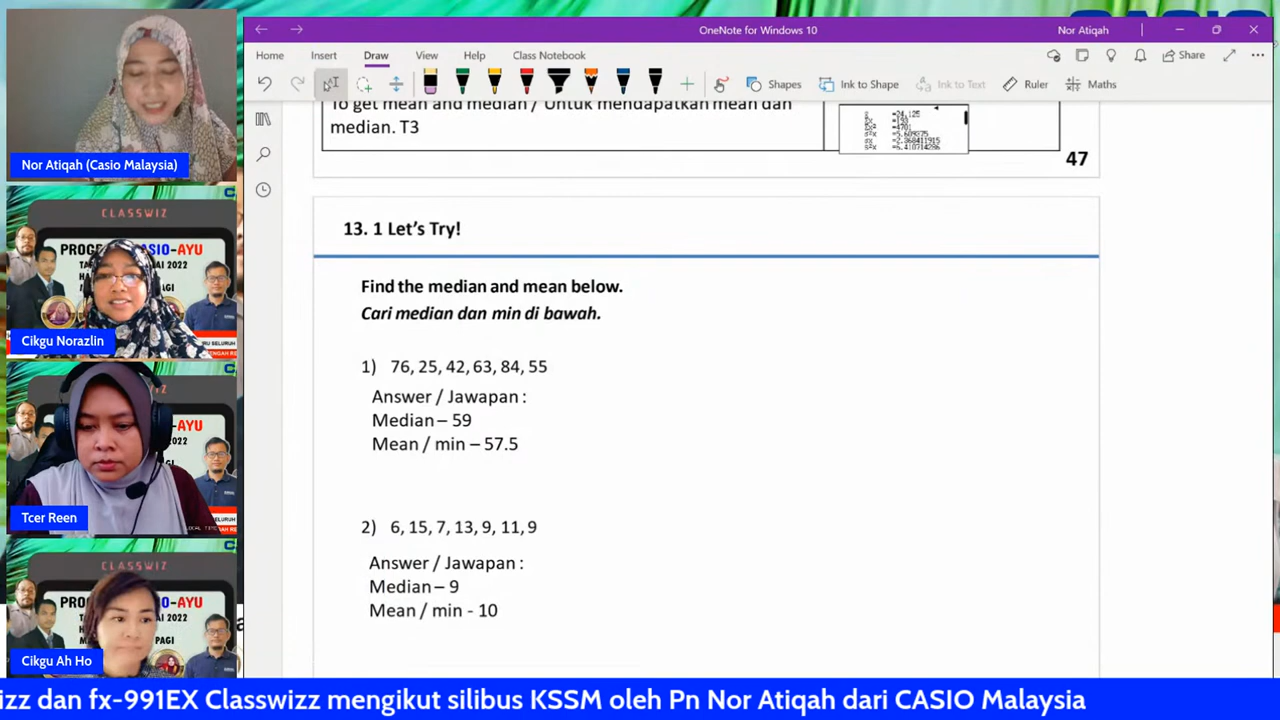 OneNote for Windows 10
Nor Atiqah
Home Insert Draw View Help Class Notebook
Share
Shapes Ink to Shape Ink to Text Ruler Maths
To get mean and median / Untuk mendapatkan mean dan
median. T3
47
13. 1 Let's Try!
Find the median and mean below.
Cari median dan min di bawah.
1) 76, 25, 42, 63, 84, 55
Answer / Jawapan :
Median – 59
Mean / min – 57.5
2) 6, 15, 7, 13, 9, 11, 9
Answer / Jawapan :
Median – 9
Mean / min - 10
Nor Atiqah (Casio Malaysia)
CLASSWIZ
Cikgu Norazlin
Tcer Reen
CLASSWIZ
Cikgu Ah Ho
izz dan fx-991EX Classwizz mengikut silibus KSSM oleh Pn Nor Atiqah dari CASIO Malaysia